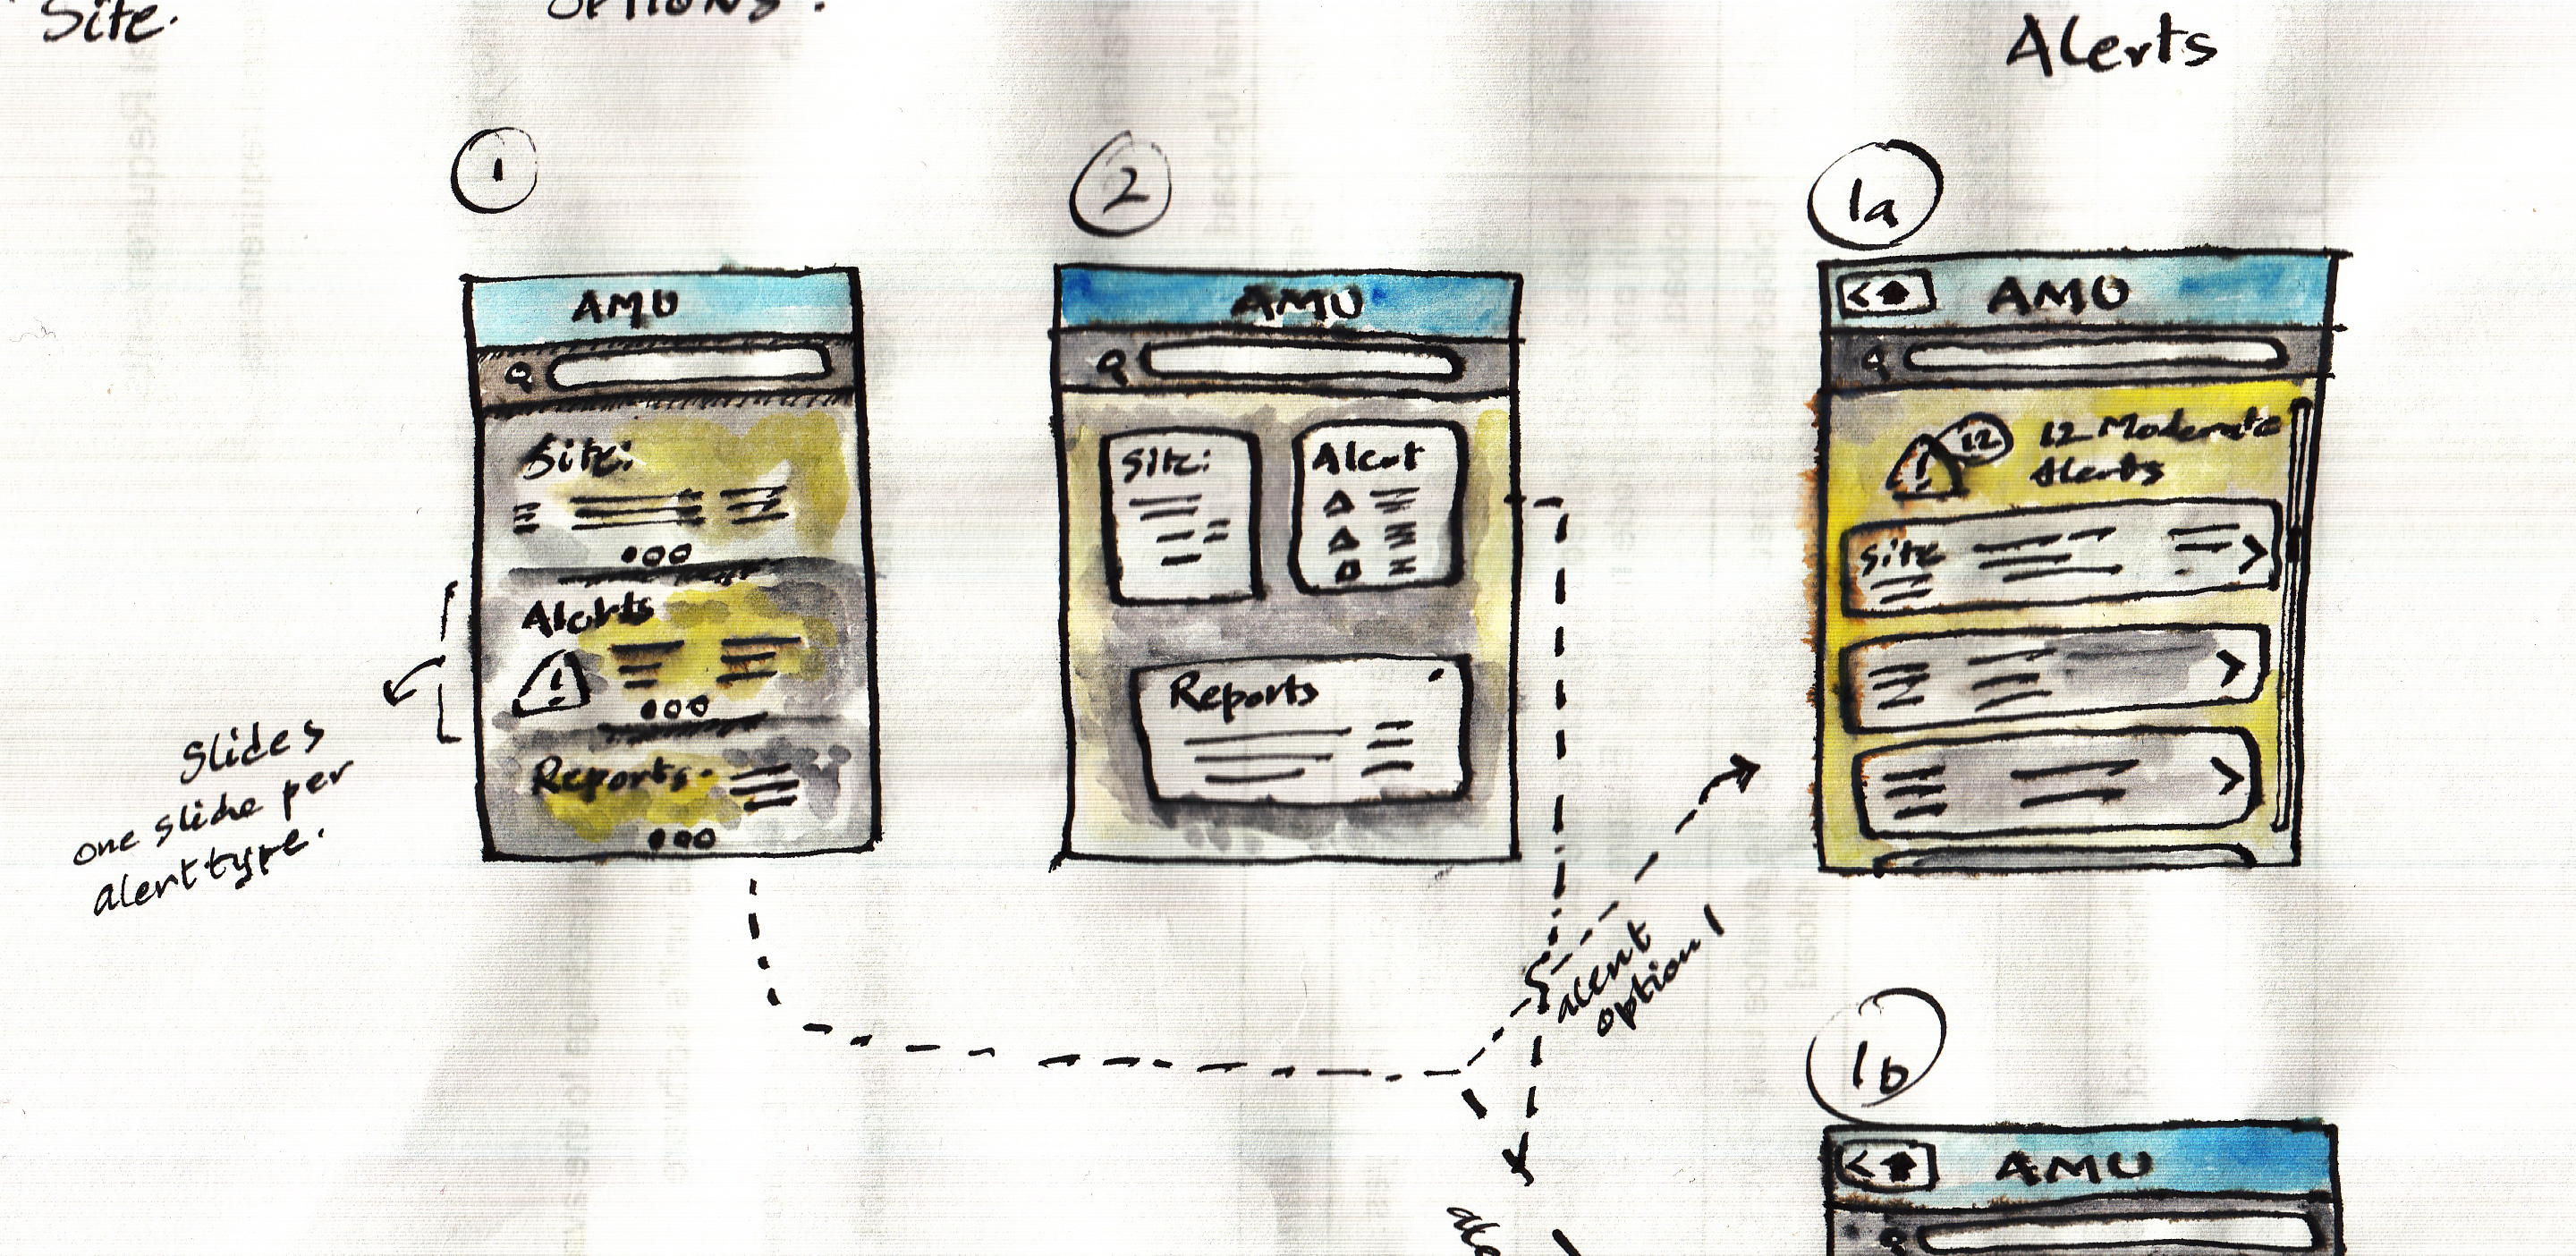 Site.
OPTIONS:
Alerts
1
2
1a
AMU
Site:
Alerts
!
Reports
Slides
one slide per
alert type.
AMU
Site:
Alert
Reports
AMU
12
12 Moderate
Alerts
!
Site
alert
option 1
1b
AMU